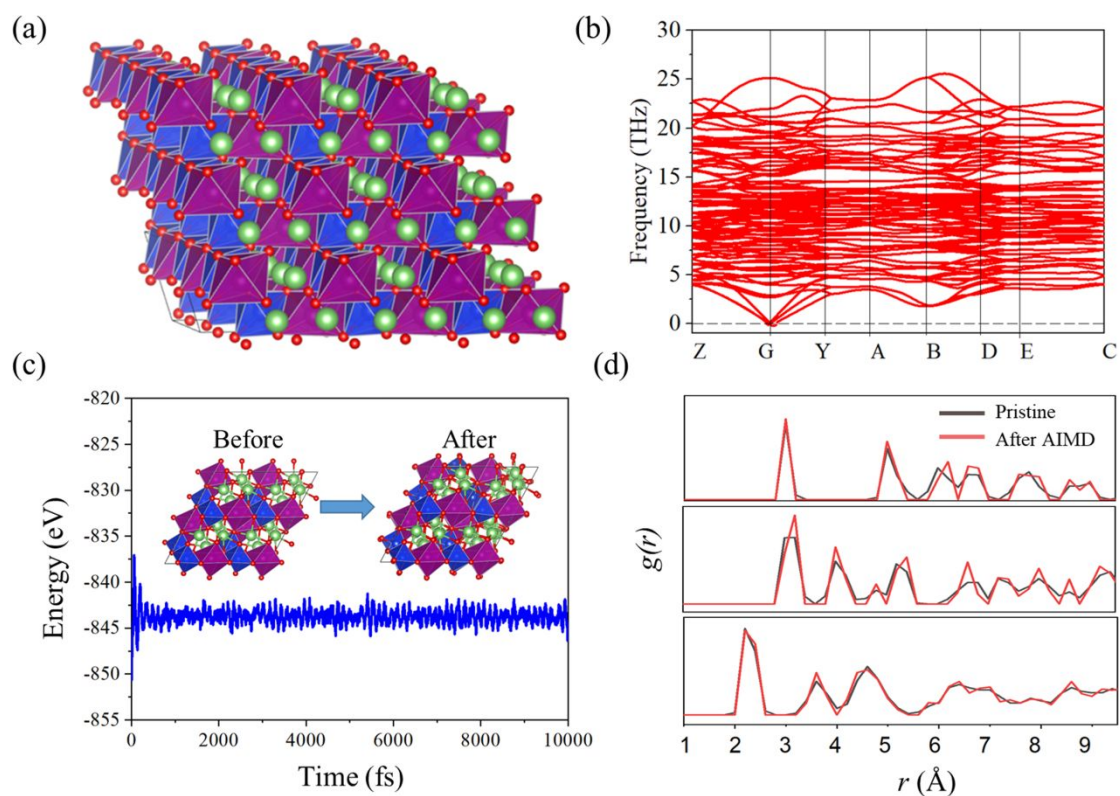 (a)
(b)
30
25
20
15
10
5
0
Frequency (THz)
Z G Y A B D E C
(c)
-820
-825
-830
-835
-840
-845
-850
-855
Energy (eV)
Before
After
0 2000 4000 6000 8000 10000
Time (fs)
(d)
Pristine
After AIMD
g(r)
1 2 3 4 5 6 7 8 9
r (Å)